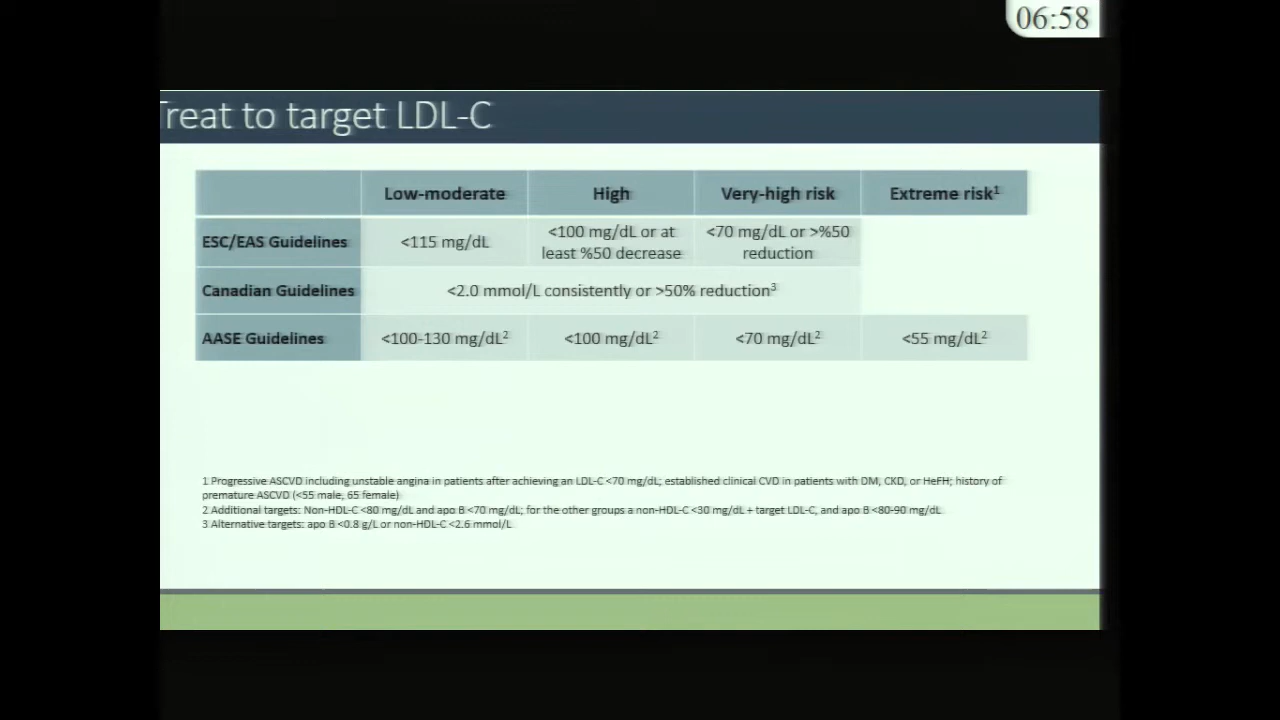 06:58
Treat to target LDL-C
Low-moderate High Very-high risk Extreme risk¹
ESC/EAS Guidelines <115 mg/dL <100 mg/dL or at least %50 decrease <70 mg/dL or >%50 reduction
Canadian Guidelines <2.0 mmol/L consistently or >50% reduction³
AASE Guidelines <100-130 mg/dL² <100 mg/dL² <70 mg/dL² <55 mg/dL²
1 Progressive ASCVD including unstable angina in patients after achieving an LDL-C <70 mg/dL; established clinical CVD in patients with DM, CKD, or HeFH; history of
premature ASCVD (<55 male, 65 female)
2 Additional targets: Non-HDL-C <80 mg/dL and apo B <70 mg/dL; for the other groups a non-HDL-C <30 mg/dL + target LDL-C, and apo B <80-90 mg/dL
3 Alternative targets: apo B <0.8 g/L or non-HDL-C <2.6 mmol/L